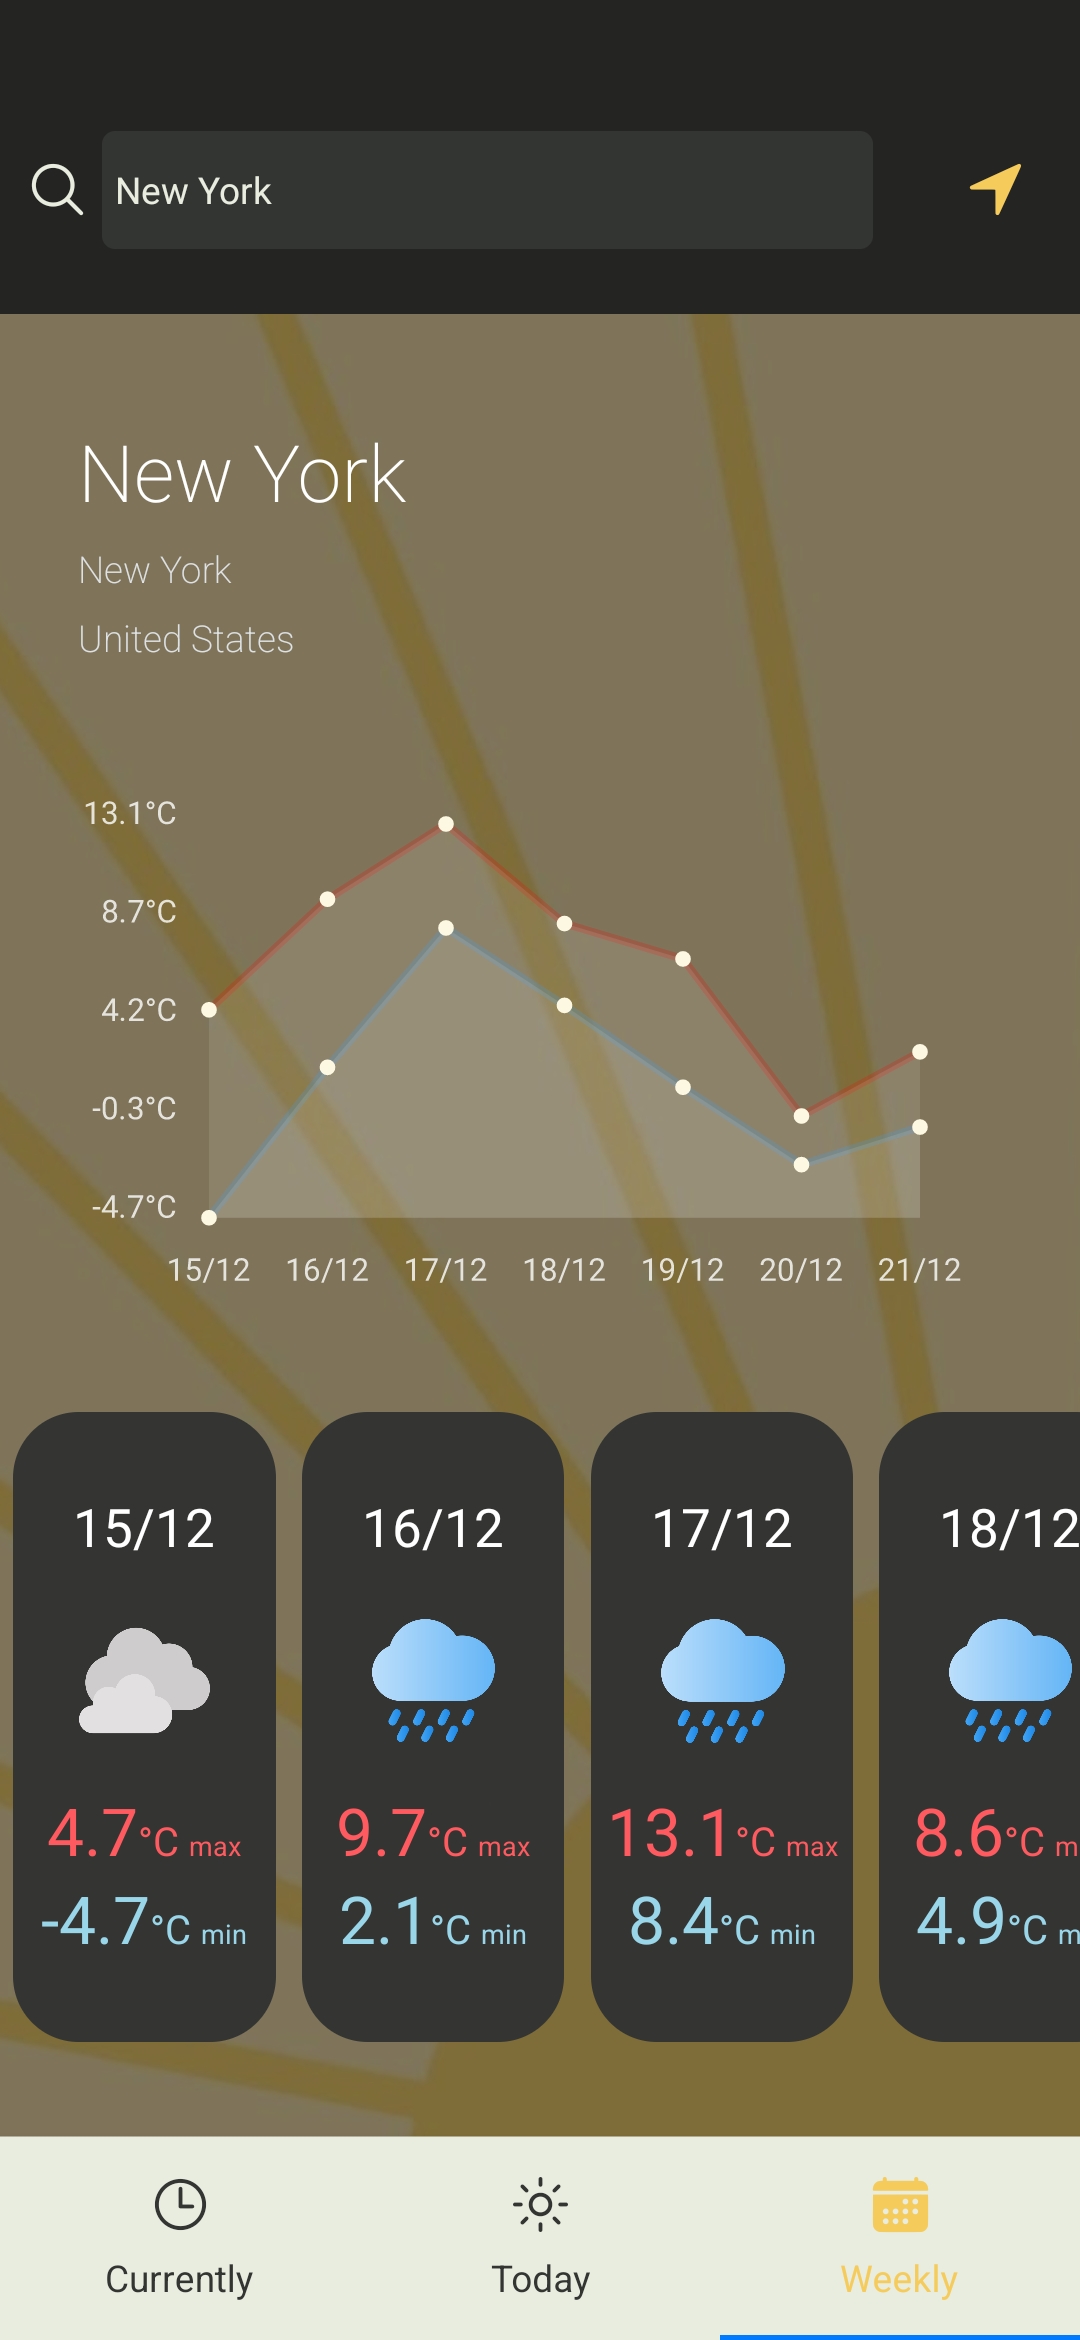 New York
New York
New York
United States
13.1°C
8.7°C
4.2°C
-0.3°C
-4.7°C
15/12 16/12 17/12 18/12 19/12 20/12 21/12
15/12 16/12 17/12 18/12
4.7°C max 9.7°C max 13.1°C max 8.6°C m
-4.7°C min 2.1°C min 8.4°C min 4.9°C m
Currently Today Weekly